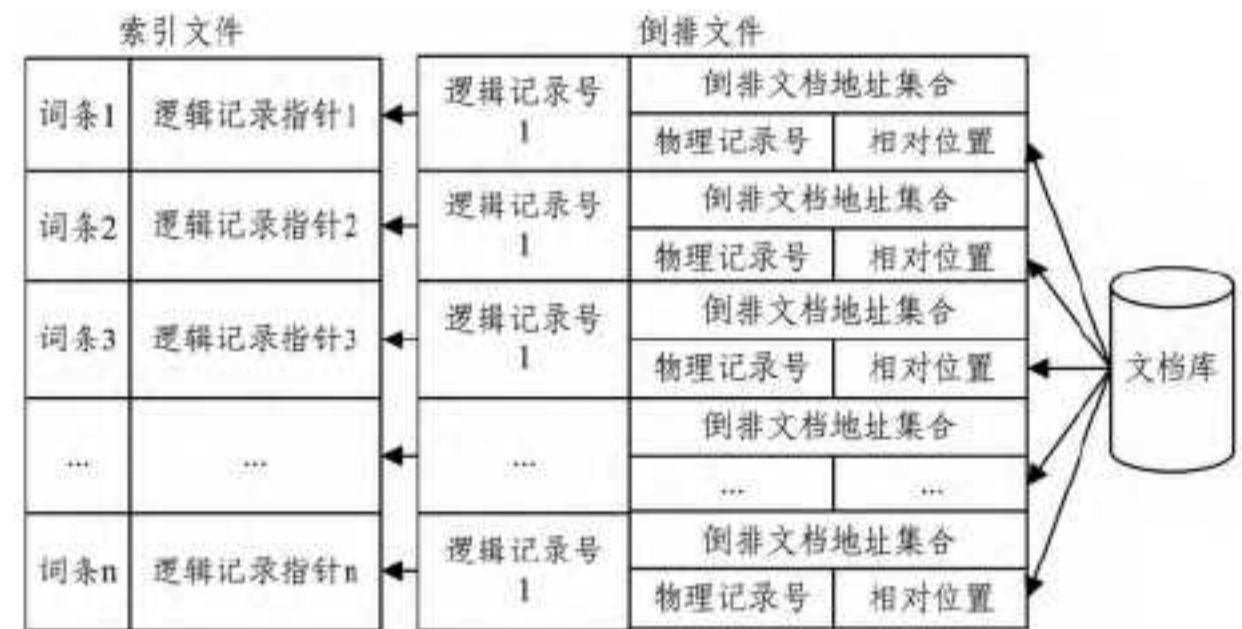 索引文件
倒排文件
词条1 逻辑记录指针1 逻辑记录号 倒排文档地址集合
1 物理记录号 相对位置
词条2 逻辑记录指针2 逻辑记录号 倒排文档地址集合
1 物理记录号 相对位置
词条3 逻辑记录指针3 逻辑记录号 倒排文档地址集合
1 物理记录号 相对位置
文档库
... ... ... 倒排文档地址集合
... ...
词条n 逻辑记录指针n 逻辑记录号 倒排文档地址集合
1 物理记录号 相对位置